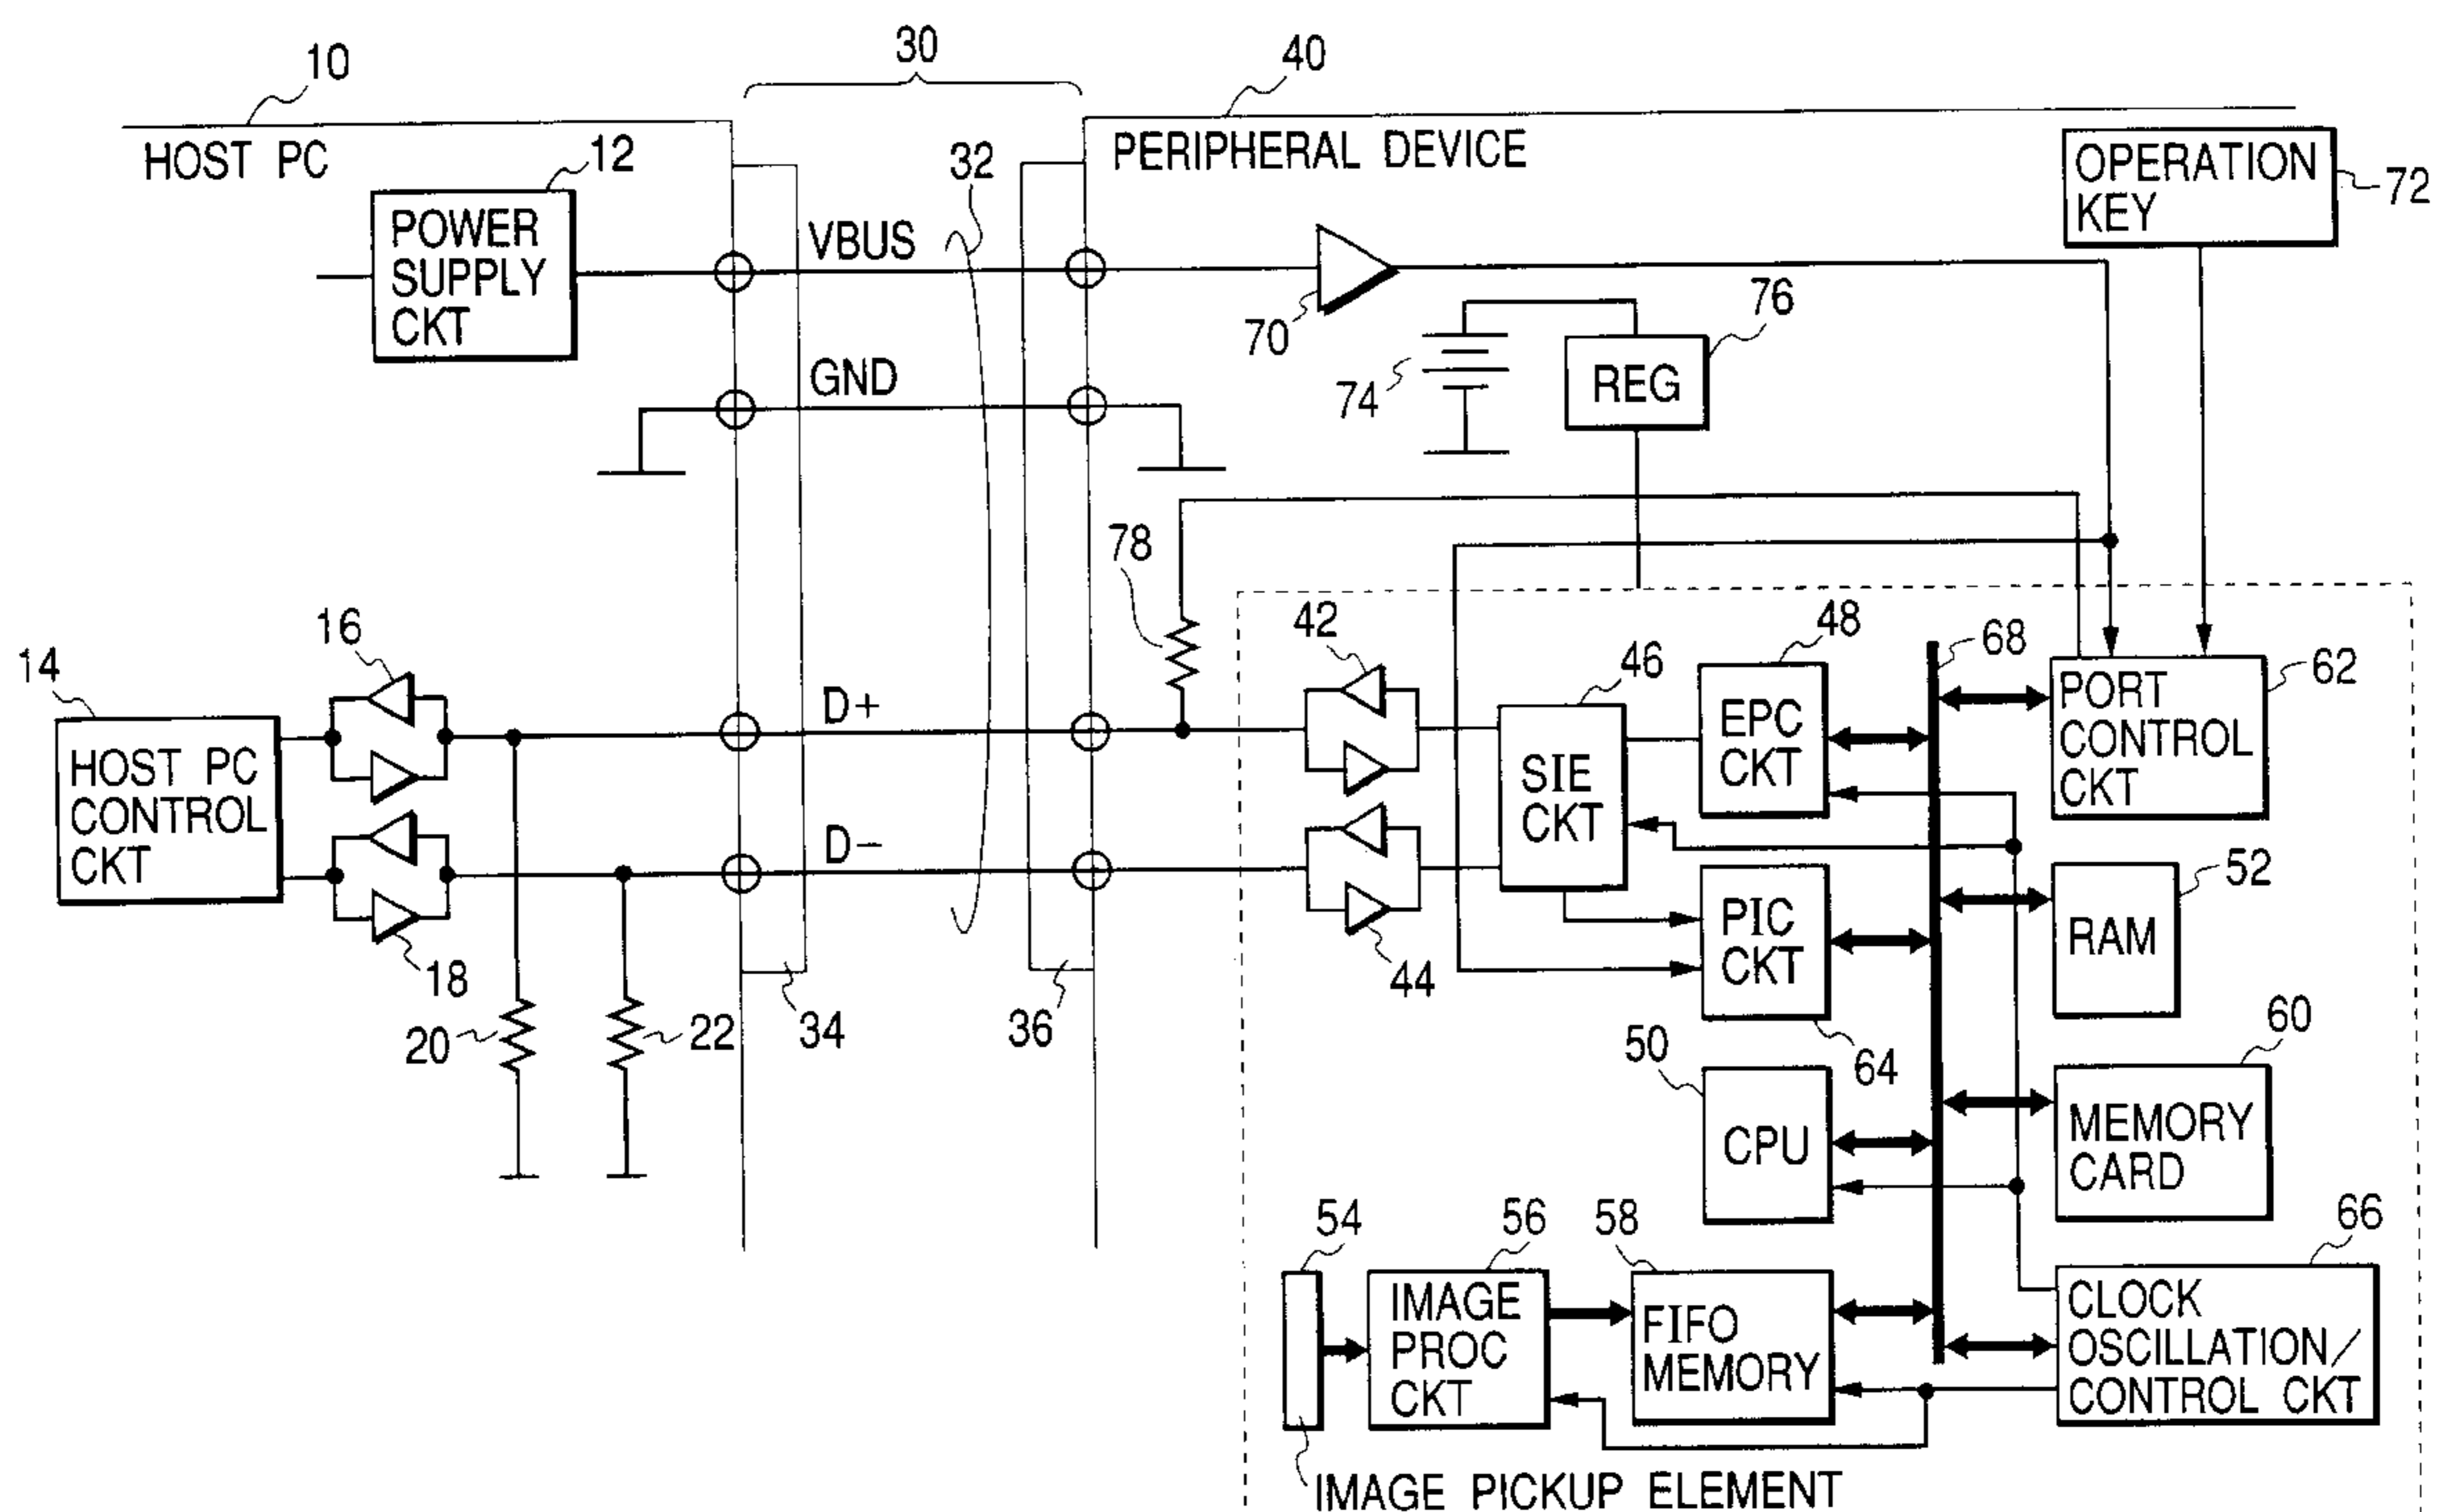 10
30
40
HOST PC
12
32
PERIPHERAL DEVICE
OPERATION
KEY
72
POWER
SUPPLY
CKT
VBUS
70
76
GND
74
REG
78
16
14
42
46
48
68
62
D+
HOST PC
CONTROL
CKT
SIE
CKT
EPC
CKT
PORT
CONTROL
CKT
D−
52
18
44
PIC
CKT
RAM
20
22
34
36
50
64
60
CPU
MEMORY
CARD
54
56
58
66
IMAGE
PROC
CKT
FIFO
MEMORY
CLOCK
OSCILLATION/
CONTROL CKT
IMAGE PICKUP ELEMENT